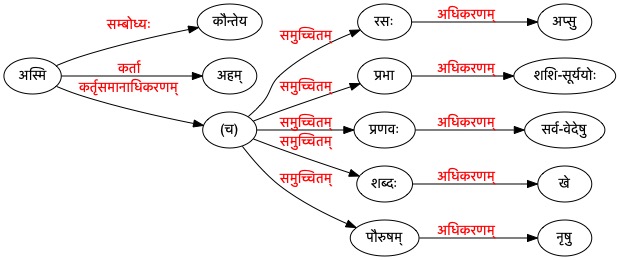 सम्बोध्यः
कौन्तेय
समुच्चितम्
रसः
अधिकरणम्
अप्सु
अस्मि
कर्ता
अहम्
कर्तृसमानाधिकरणम्
समुच्चितम्
प्रभा
अधिकरणम्
शशि-सूर्ययोः
(च)
समुच्चितम्
प्रणवः
अधिकरणम्
सर्व-वेदेषु
समुच्चितम्
शब्दः
अधिकरणम्
खे
समुच्चितम्
पौरुषम्
अधिकरणम्
नृषु